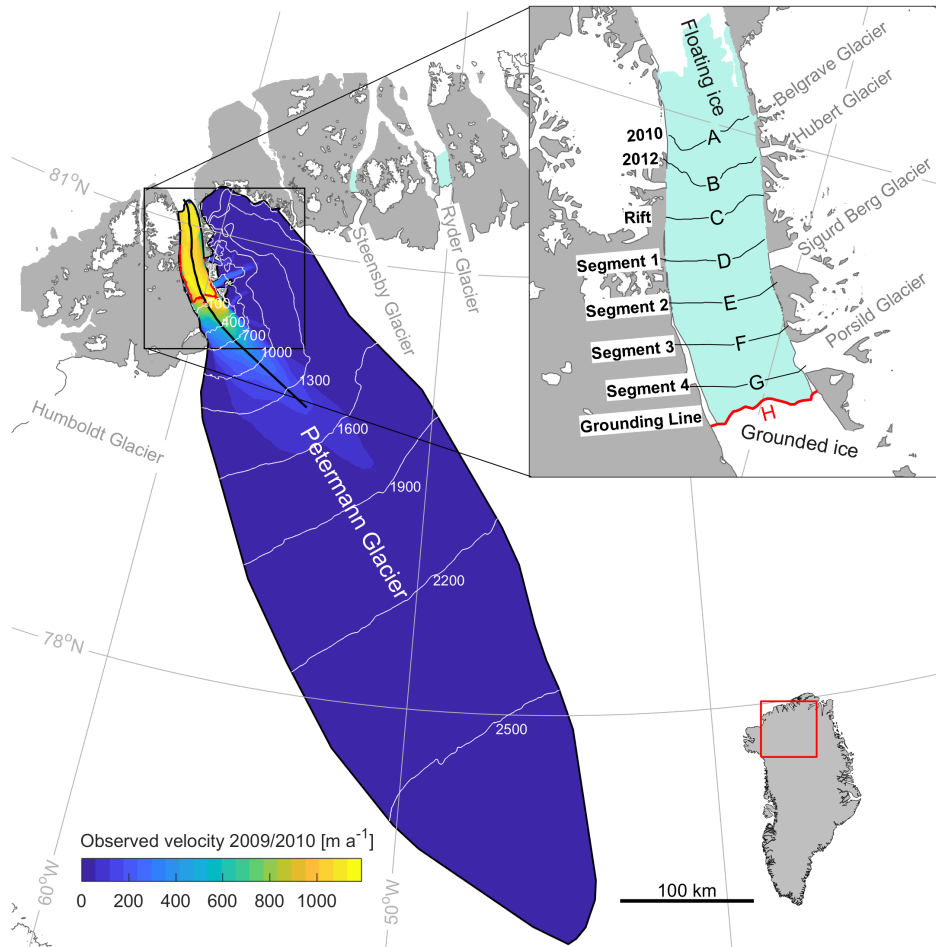 Floating ice
Belgrave Glacier
Hubert Glacier
2010
A
2012
B
Rift
C
Sigurd Berg Glacier
Segment 1
D
Segment 2
E
Porsild Glacier
Segment 3
F
Segment 4
G
Grounding Line
H
Grounded ice
81°N
Steensby Glacier
Ryder Glacier
100
400
700
1000
1300
Humboldt Glacier
1600
Petermann Glacier
1900
2200
78°N
2500
Observed velocity 2009/2010 [m a⁻¹]
0 200 400 600 800 1000
60°W
50°W
100 km